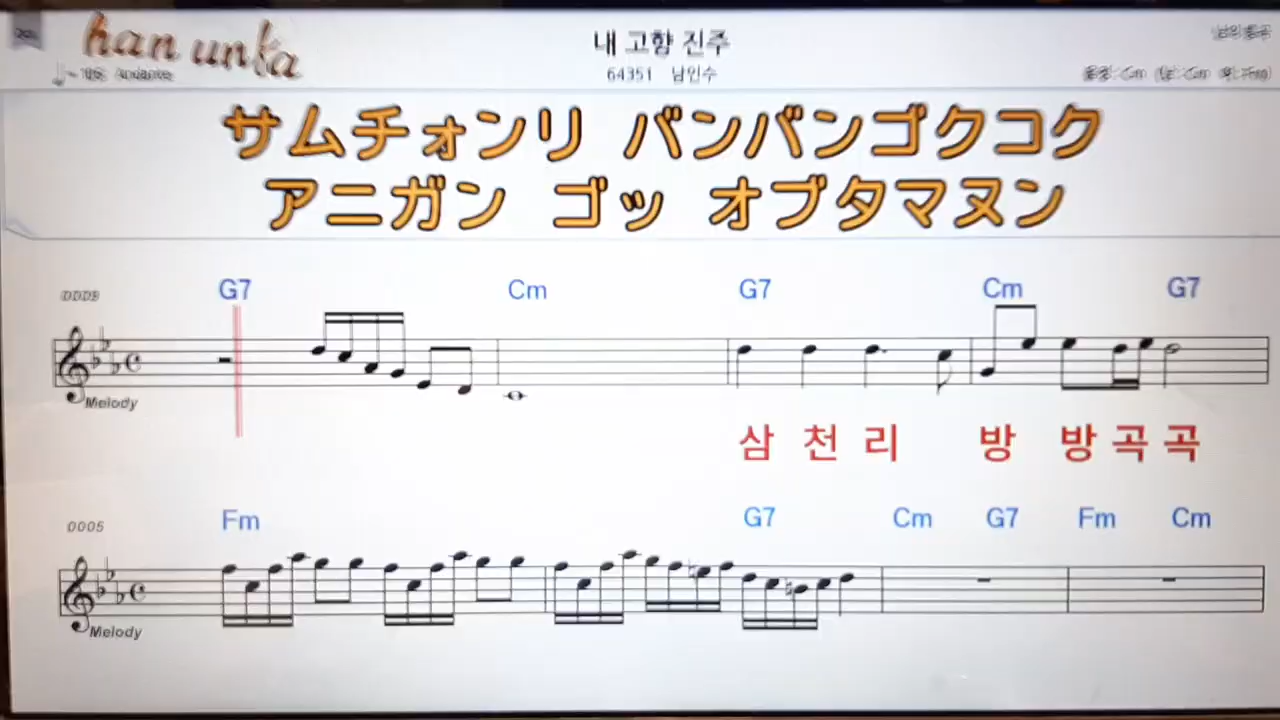 han unka
내 고향 진주
64351 남인수
サムチョンリ バンバンゴクコク
アニガン ゴッ オブタマヌン
G7 Cm G7 Cm G7
Melody
삼 천 리 방 방 곡 곡
0005
Fm G7 Cm G7 Fm Cm
Melody